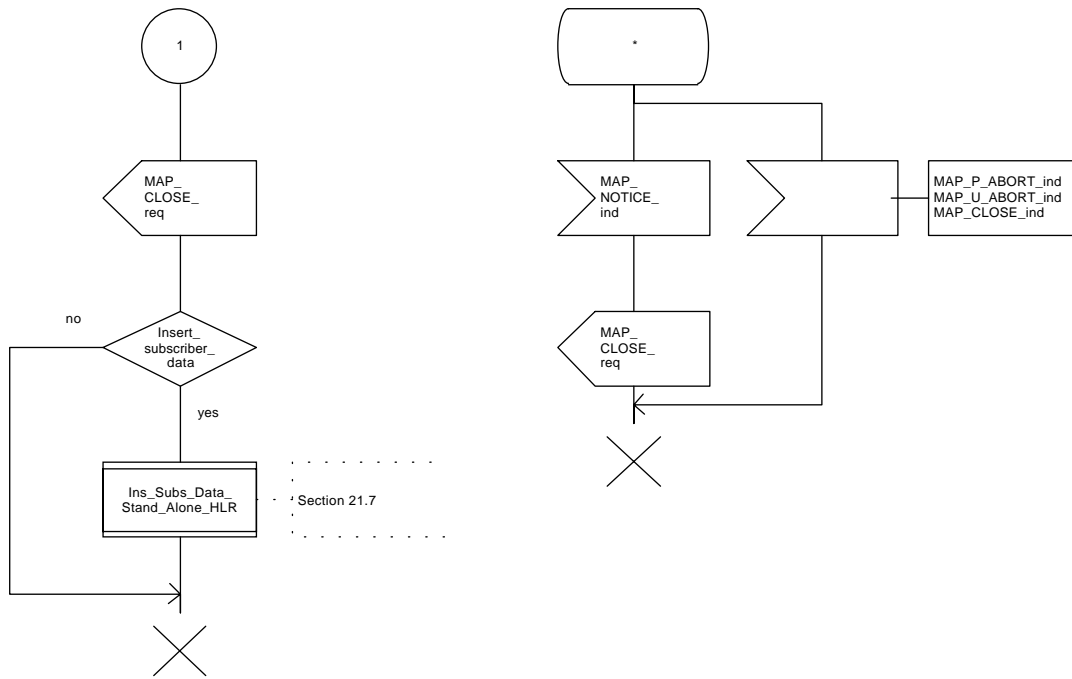 1
MAP_
CLOSE_
req
no
Insert_
subscriber_
data
yes
Ins_Subs_Data_
Stand_Alone_HLR
Section 21.7
*
MAP_
NOTICE_
ind
MAP_P_ABORT_ind
MAP_U_ABORT_ind
MAP_CLOSE_ind
MAP_
CLOSE_
req